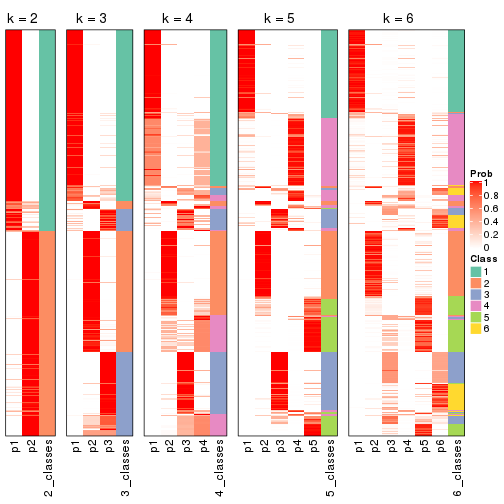 k = 2
k = 3
k = 4
k = 5
k = 6
p1
p2
2_classes
p1
p2
p3
3_classes
p1
p2
p3
p4
4_classes
p1
p2
p3
p4
p5
5_classes
p1
p2
p3
p4
p5
p6
6_classes
Prob
1
0.8
0.6
0.4
0.2
0
Class
1
2
3
4
5
6